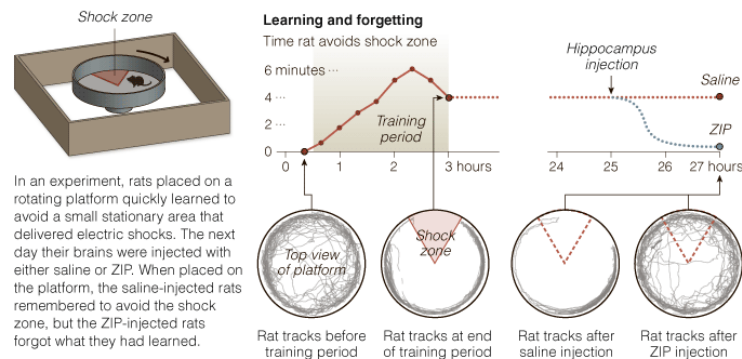 Shock zone
In an experiment, rats placed on a
rotating platform quickly learned to
avoid a small stationary area that
delivered electric shocks. The next
day their brains were injected with
either saline or ZIP. When placed on
the platform, the saline-injected rats
remembered to avoid the shock
zone, but the ZIP-injected rats
forgot what they had learned.
Learning and forgetting
Time rat avoids shock zone
6 minutes
4
2
0
Training
period
0 1 2 3 hours
Hippocampus
injection
Saline
ZIP
24 25 26 27 hours
Top view
of platform
Shock
zone
Rat tracks before
training period
Rat tracks at end
of training period
Rat tracks after
saline injection
Rat tracks after
ZIP injection